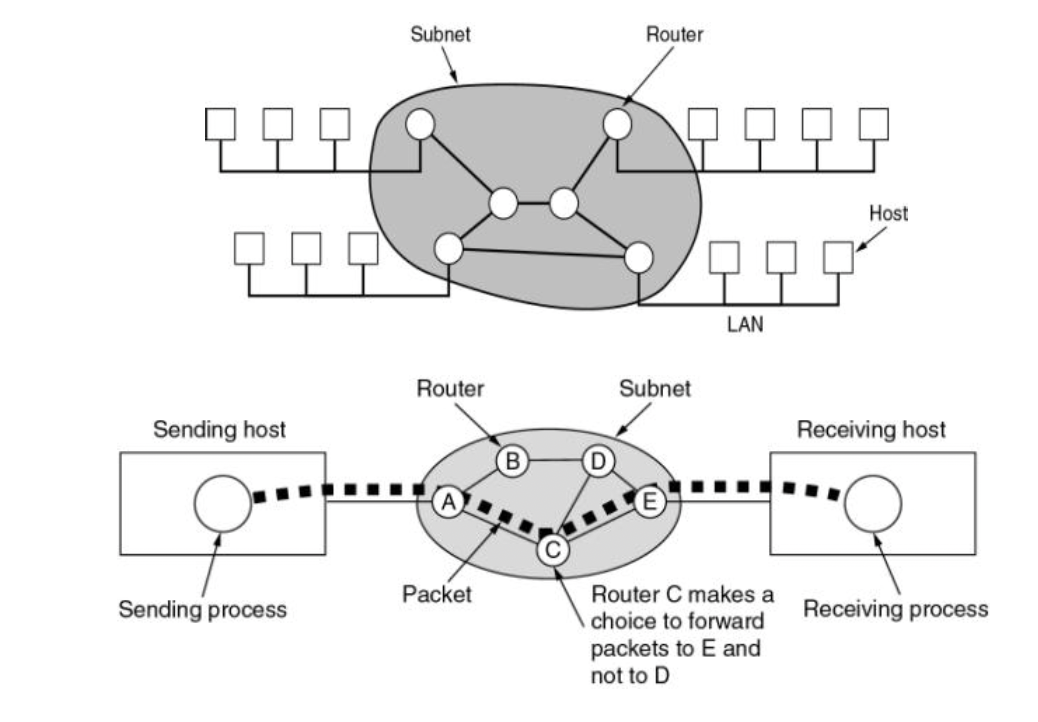 Subnet
Router
Host
LAN
Router
Subnet
Sending host
Receiving host
B
D
A
E
C
Packet
Router C makes a
choice to forward
packets to E and
not to D
Sending process
Receiving process